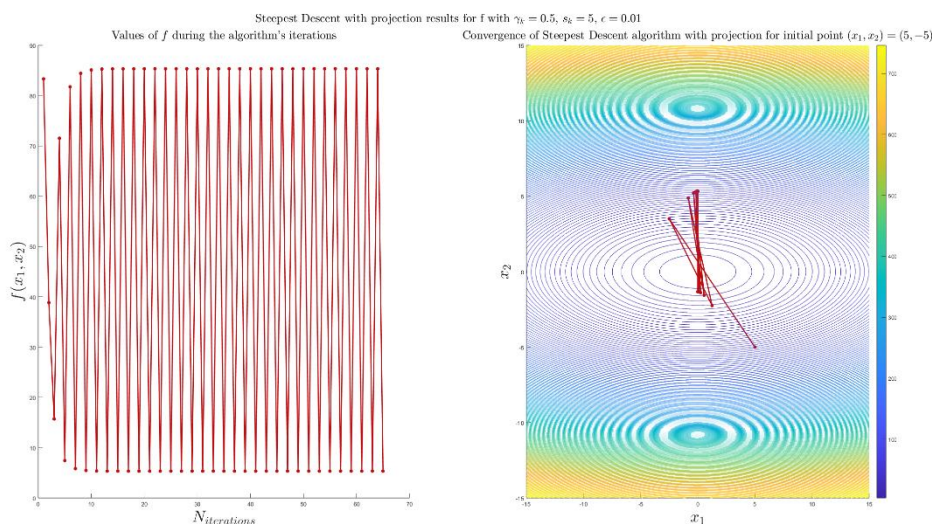 Steepest Descent with projection results for f with γₖ = 0.5, sₖ = 5, ϵ = 0.01
Values of f during the algorithm's iterations
90
80
70
60
50
40
30
20
10
0
f(x₁, x₂)
0 10 20 30 40 50 60 70
N_iterations
Convergence of Steepest Descent algorithm with projection for initial point (x₁, x₂) = (5, −5)
15
10
5
0
-5
-10
-15
x₂
-15 -10 -5 0 5 10 15
x₁
700
600
500
400
300
200
100